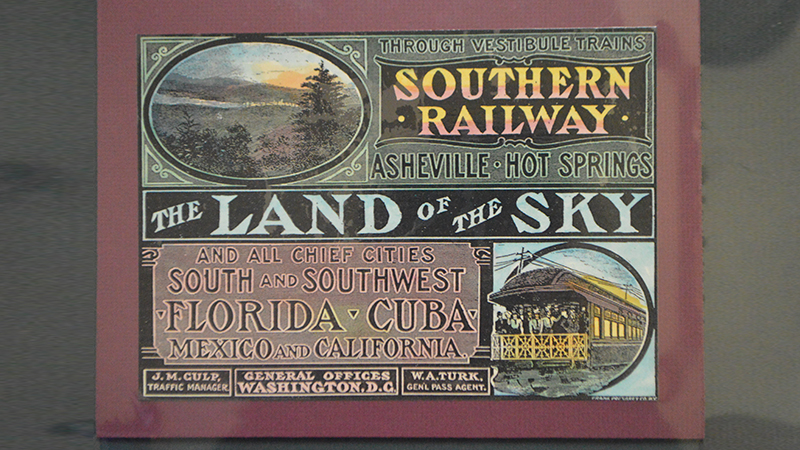 THROUGH VESTIBULE TRAINS
SOUTHERN
· RAILWAY ·
ASHEVILLE · HOT SPRINGS
THE LAND OF THE SKY
AND ALL CHIEF CITIES
SOUTH AND SOUTHWEST
· FLORIDA · CUBA ·
MEXICO AND CALIFORNIA.
J.M. CULP,
TRAFFIC MANAGER.
GENERAL OFFICES
WASHINGTON, D.C.
W.A. TURK,
GEN'L PASS AGENT.